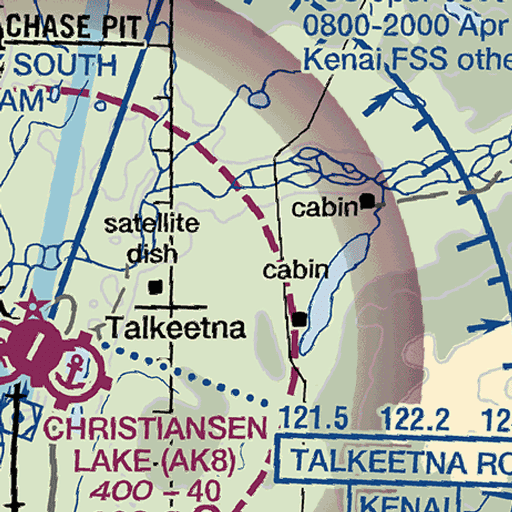 0800-2000 Apr
Kenai FSS othe
CHASE PIT
SOUTH
AM
cabin
satellite
dish
cabin
Talkeetna
121.5 122.2 12
CHRISTIANSEN
LAKE (AK8)
400 - 40
TALKEETNA RC
KENAI